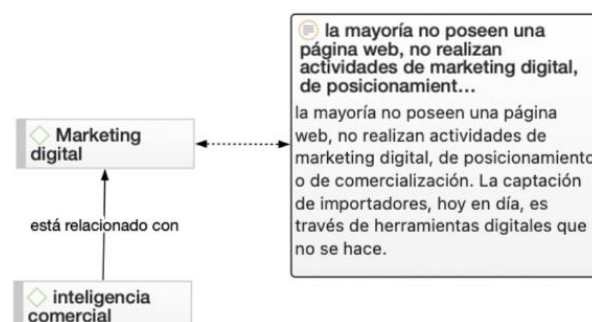 la mayoría no poseen una
página web, no realizan
actividades de marketing digital,
de posicionamient...
la mayoría no poseen una página
web, no realizan actividades de
marketing digital, de posicionamiento
o de comercialización. La captación
de importadores, hoy en día, es
través de herramientas digitales que
no se hace.
Marketing
digital
está relacionado con
inteligencia
comercial